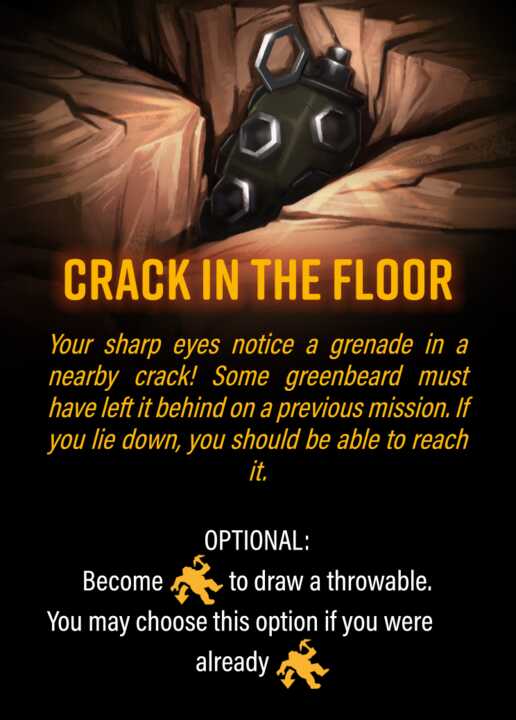 CRACK IN THE FLOOR
Your sharp eyes notice a grenade in a
nearby crack! Some greenbeard must
have left it behind on a previous mission. If
you lie down, you should be able to reach
it.
OPTIONAL:
Become to draw a throwable.
You may choose this option if you were
already